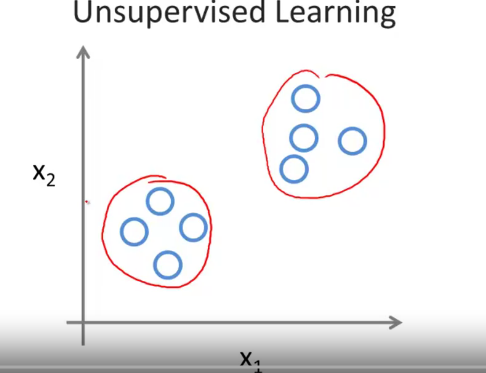 Unsupervised Learning
x₂
x₁